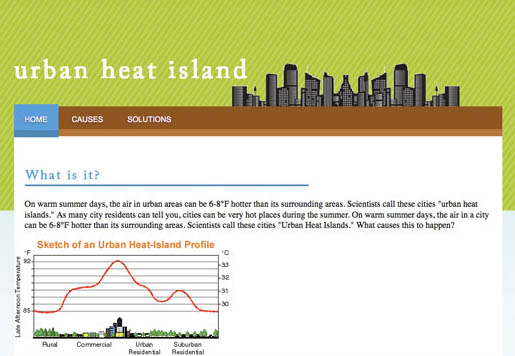 urban heat island
HOME CAUSES SOLUTIONS
What is it?
On warm summer days, the air in urban areas can be 6-8°F hotter than its surrounding areas. Scientists call these cities "urban heat
islands." As many city residents can tell you, cities can be very hot places during the summer. On warm summer days, the air in a city
can be 6-8°F hotter than its surrounding areas. Scientists call these cities "Urban Heat Islands." What causes this to happen?
Sketch of an Urban Heat-Island Profile
°F °C
92
33
32
31
30
85
Late Afternoon Temperature
Rural Commercial Urban Suburban
Residential Residential